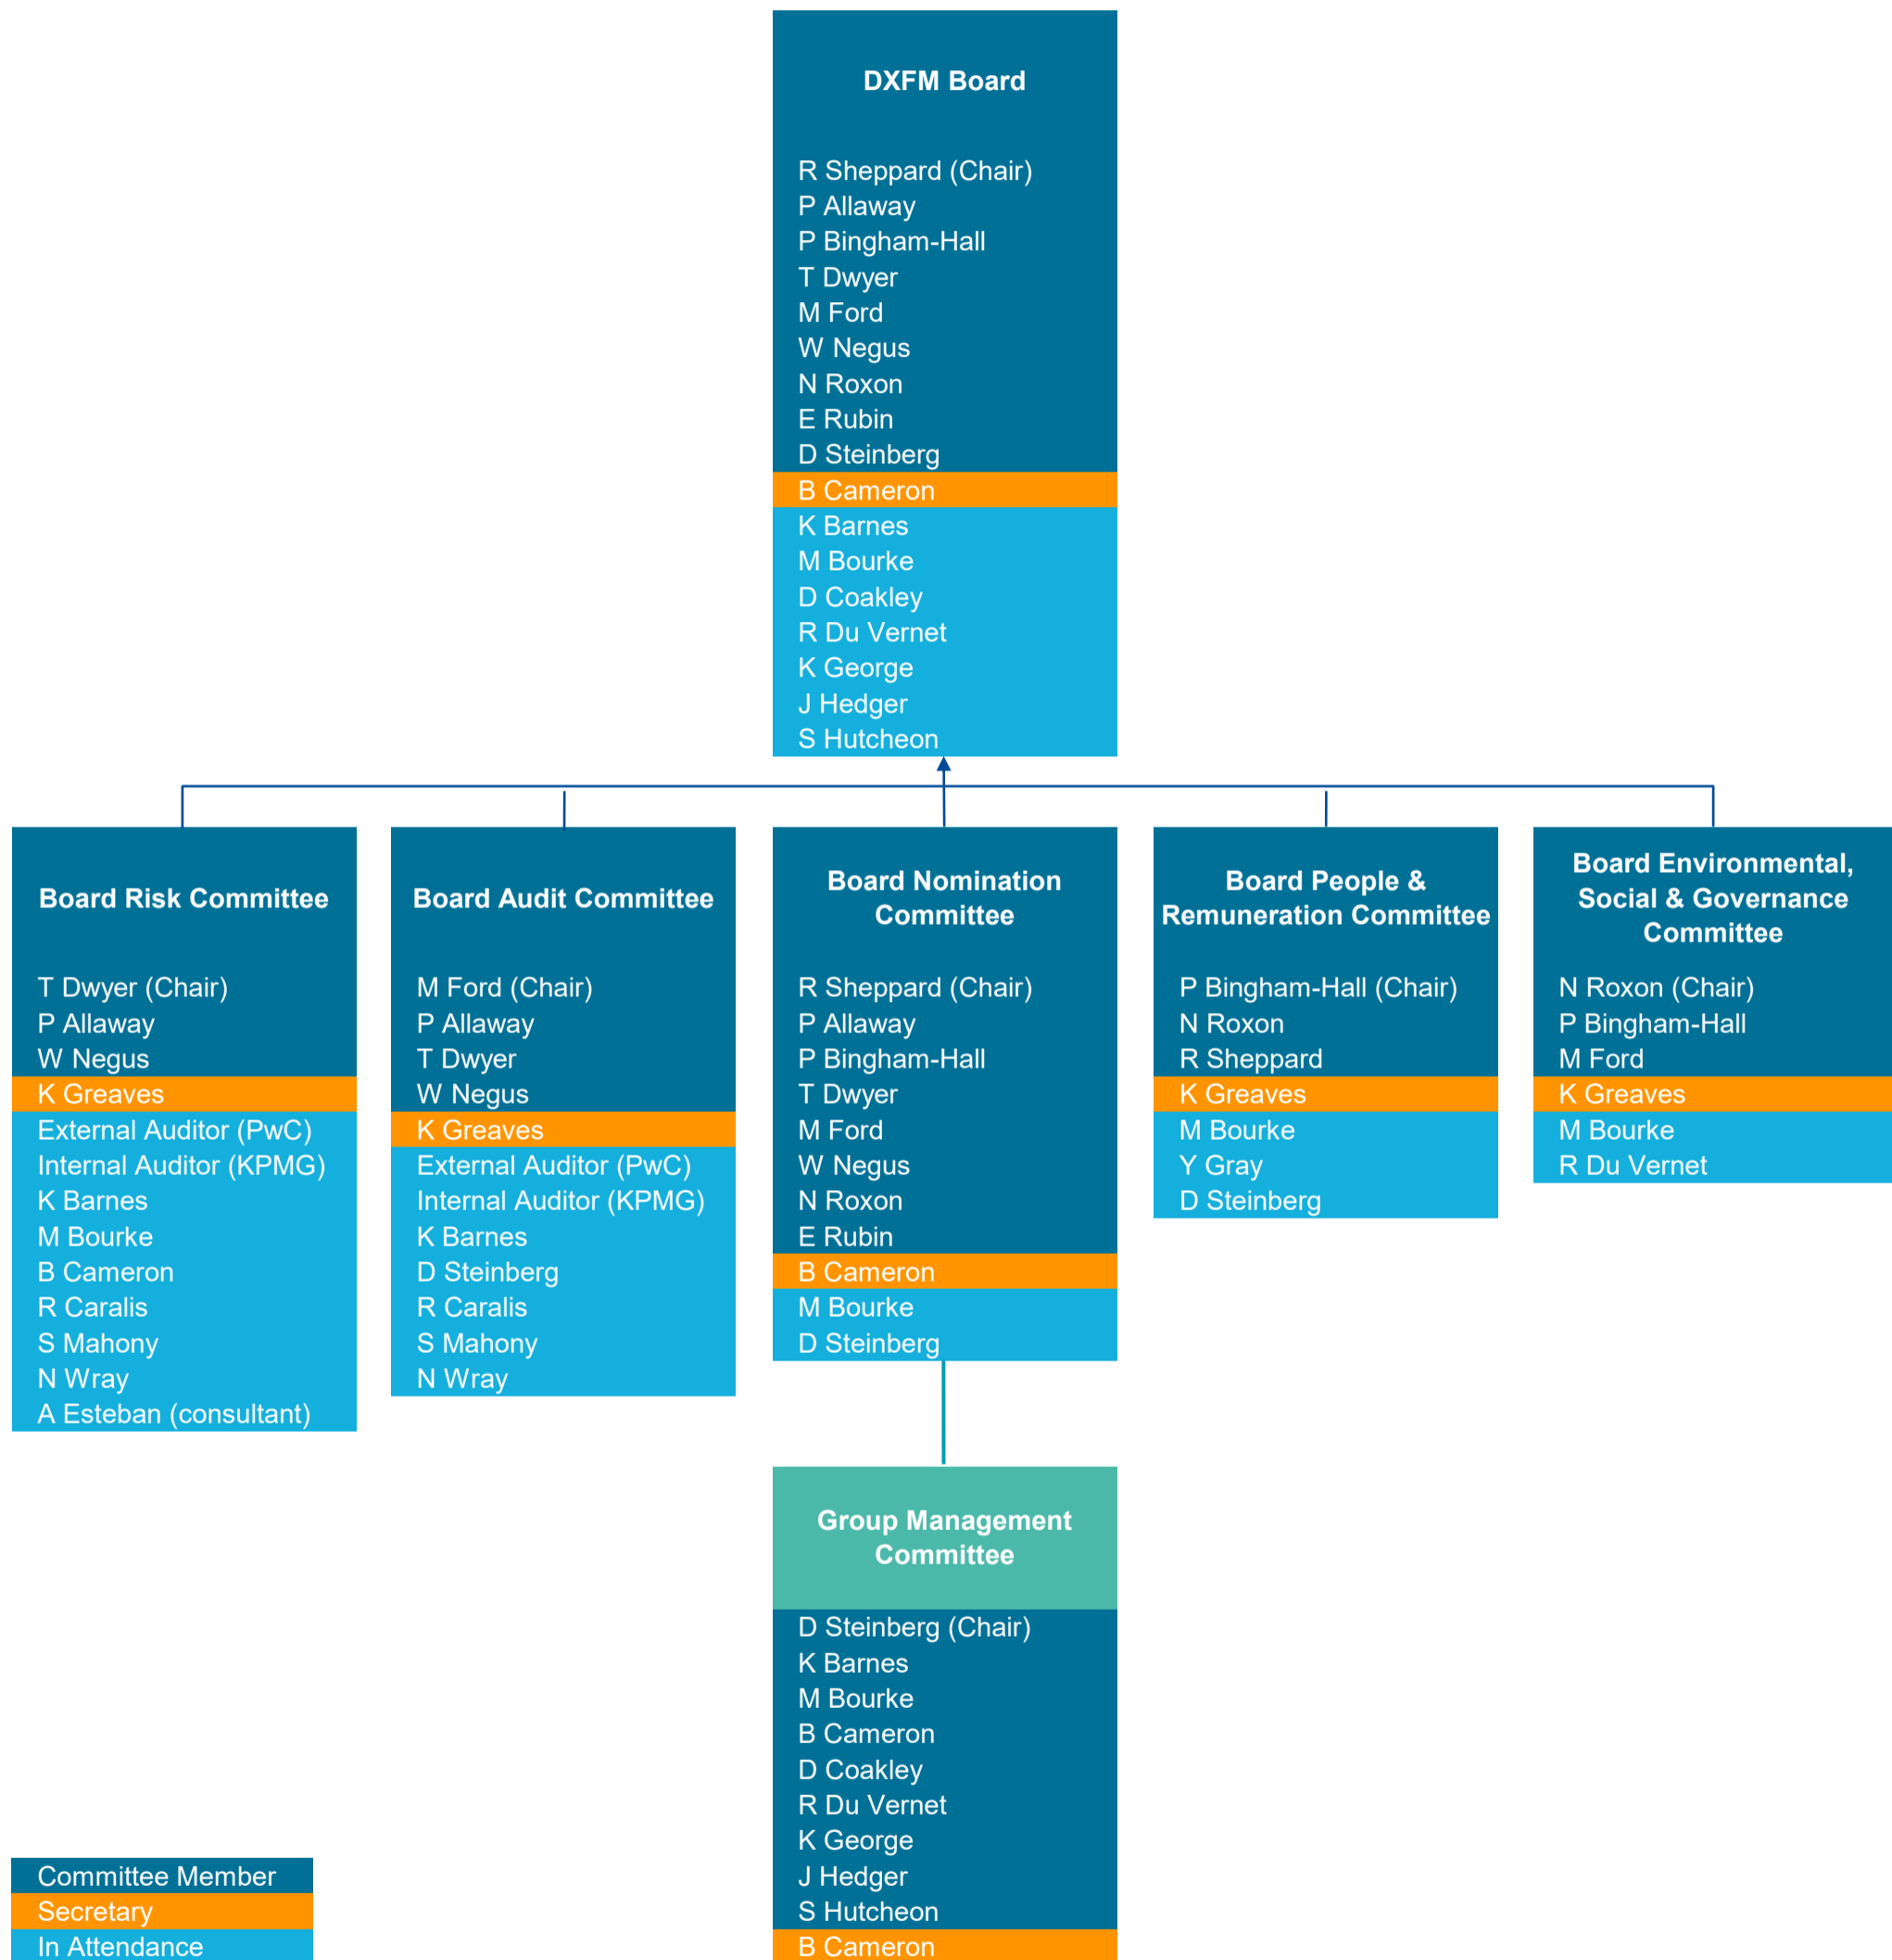 DXFM Board
R Sheppard (Chair)
P Allaway
P Bingham-Hall
T Dwyer
M Ford
W Negus
N Roxon
E Rubin
D Steinberg
B Cameron
K Barnes
M Bourke
D Coakley
R Du Vernet
K George
J Hedger
S Hutcheon
Board Risk Committee
T Dwyer (Chair)
P Allaway
W Negus
K Greaves
External Auditor (PwC)
Internal Auditor (KPMG)
K Barnes
M Bourke
B Cameron
R Caralis
S Mahony
N Wray
A Esteban (consultant)
Board Audit Committee
M Ford (Chair)
P Allaway
T Dwyer
W Negus
K Greaves
External Auditor (PwC)
Internal Auditor (KPMG)
K Barnes
D Steinberg
R Caralis
S Mahony
N Wray
Board Nomination
Committee
R Sheppard (Chair)
P Allaway
P Bingham-Hall
T Dwyer
M Ford
W Negus
N Roxon
E Rubin
B Cameron
M Bourke
D Steinberg
Board People &
Remuneration Committee
P Bingham-Hall (Chair)
N Roxon
R Sheppard
K Greaves
M Bourke
Y Gray
D Steinberg
Board Environmental,
Social & Governance
Committee
N Roxon (Chair)
P Bingham-Hall
M Ford
K Greaves
M Bourke
R Du Vernet
Group Management
Committee
D Steinberg (Chair)
K Barnes
M Bourke
B Cameron
D Coakley
R Du Vernet
K George
J Hedger
S Hutcheon
B Cameron
Committee Member
Secretary
In Attendance